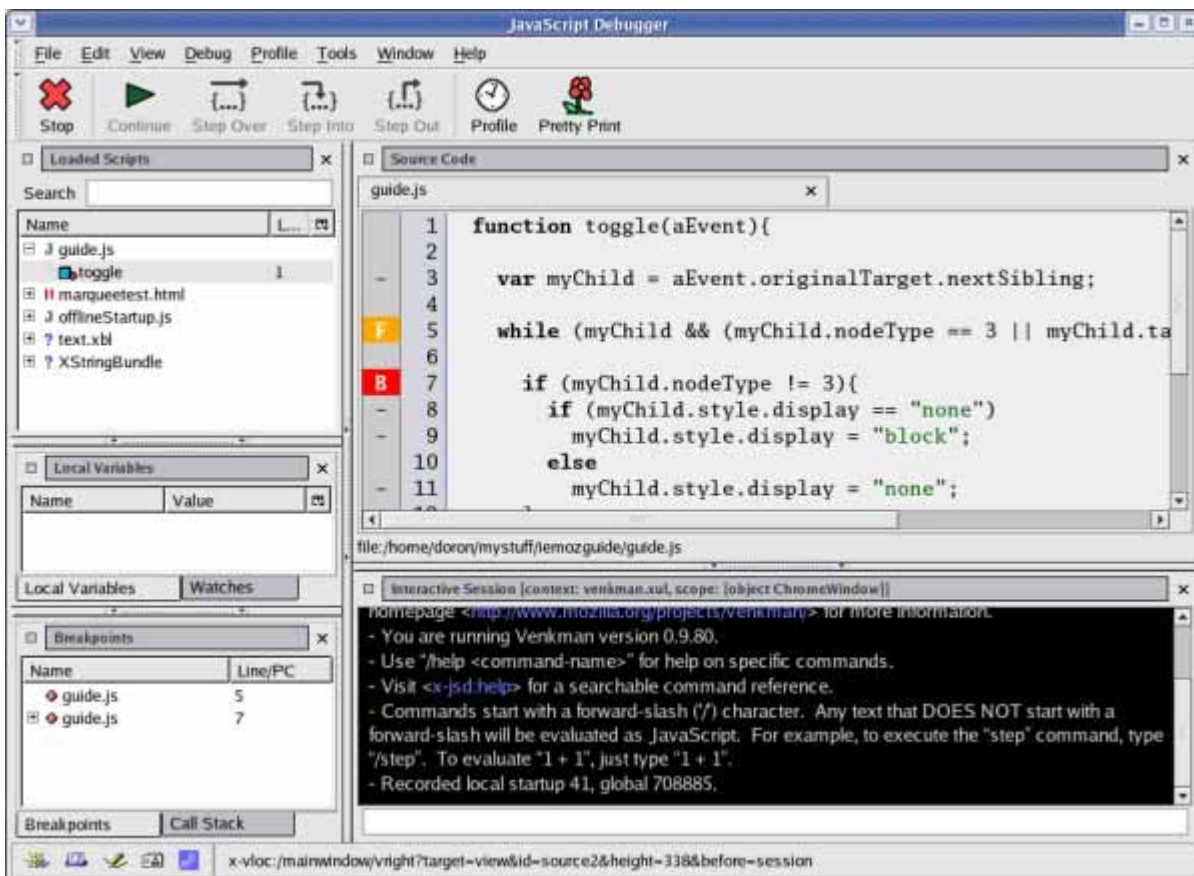 JavaScript Debugger
File Edit View Debug Profile Tools Window Help
{...} {...} {...}
Stop Continue Step Over Step Into Step Out Profile Pretty Print
Loaded Scripts
Search
Name L...
J guide.js
toggle 1
marqueetest.html
J offlineStartup.js
? text.xbl
? XStringBundle
Local Variables
Name Value
Local Variables Watches
Breakpoints
Name Line/PC
guide.js 5
guide.js 7
Breakpoints Call Stack
Source Code
guide.js
1 function toggle(aEvent){
2
- 3 var myChild = aEvent.originalTarget.nextSibling;
4
F 5 while (myChild && (myChild.nodeType == 3 || myChild.ta
6
B 7 if (myChild.nodeType != 3){
- 8 if (myChild.style.display == "none")
- 9 myChild.style.display = "block";
10 else
- 11 myChild.style.display = "none";
file:/home/doron/mystuff/iemozguide/guide.js
Interactive Session [context: venkman.xul, scope: [object ChromeWindow]]
homepage <http://www.mozilla.org/projects/venkman/> for more information.
- You are running Venkman version 0.9.80.
- Use "/help <command-name>" for help on specific commands.
- Visit <x-jsd:help> for a searchable command reference.
- Commands start with a forward-slash ('/') character. Any text that DOES NOT start with a
forward-slash will be evaluated as JavaScript. For example, to execute the "step" command, type
"/step". To evaluate "1 + 1", just type "1 + 1".
- Recorded local startup 41, global 708885.
x-vloc:/mainwindow/vright?target=view&id=source2&height=338&before=session